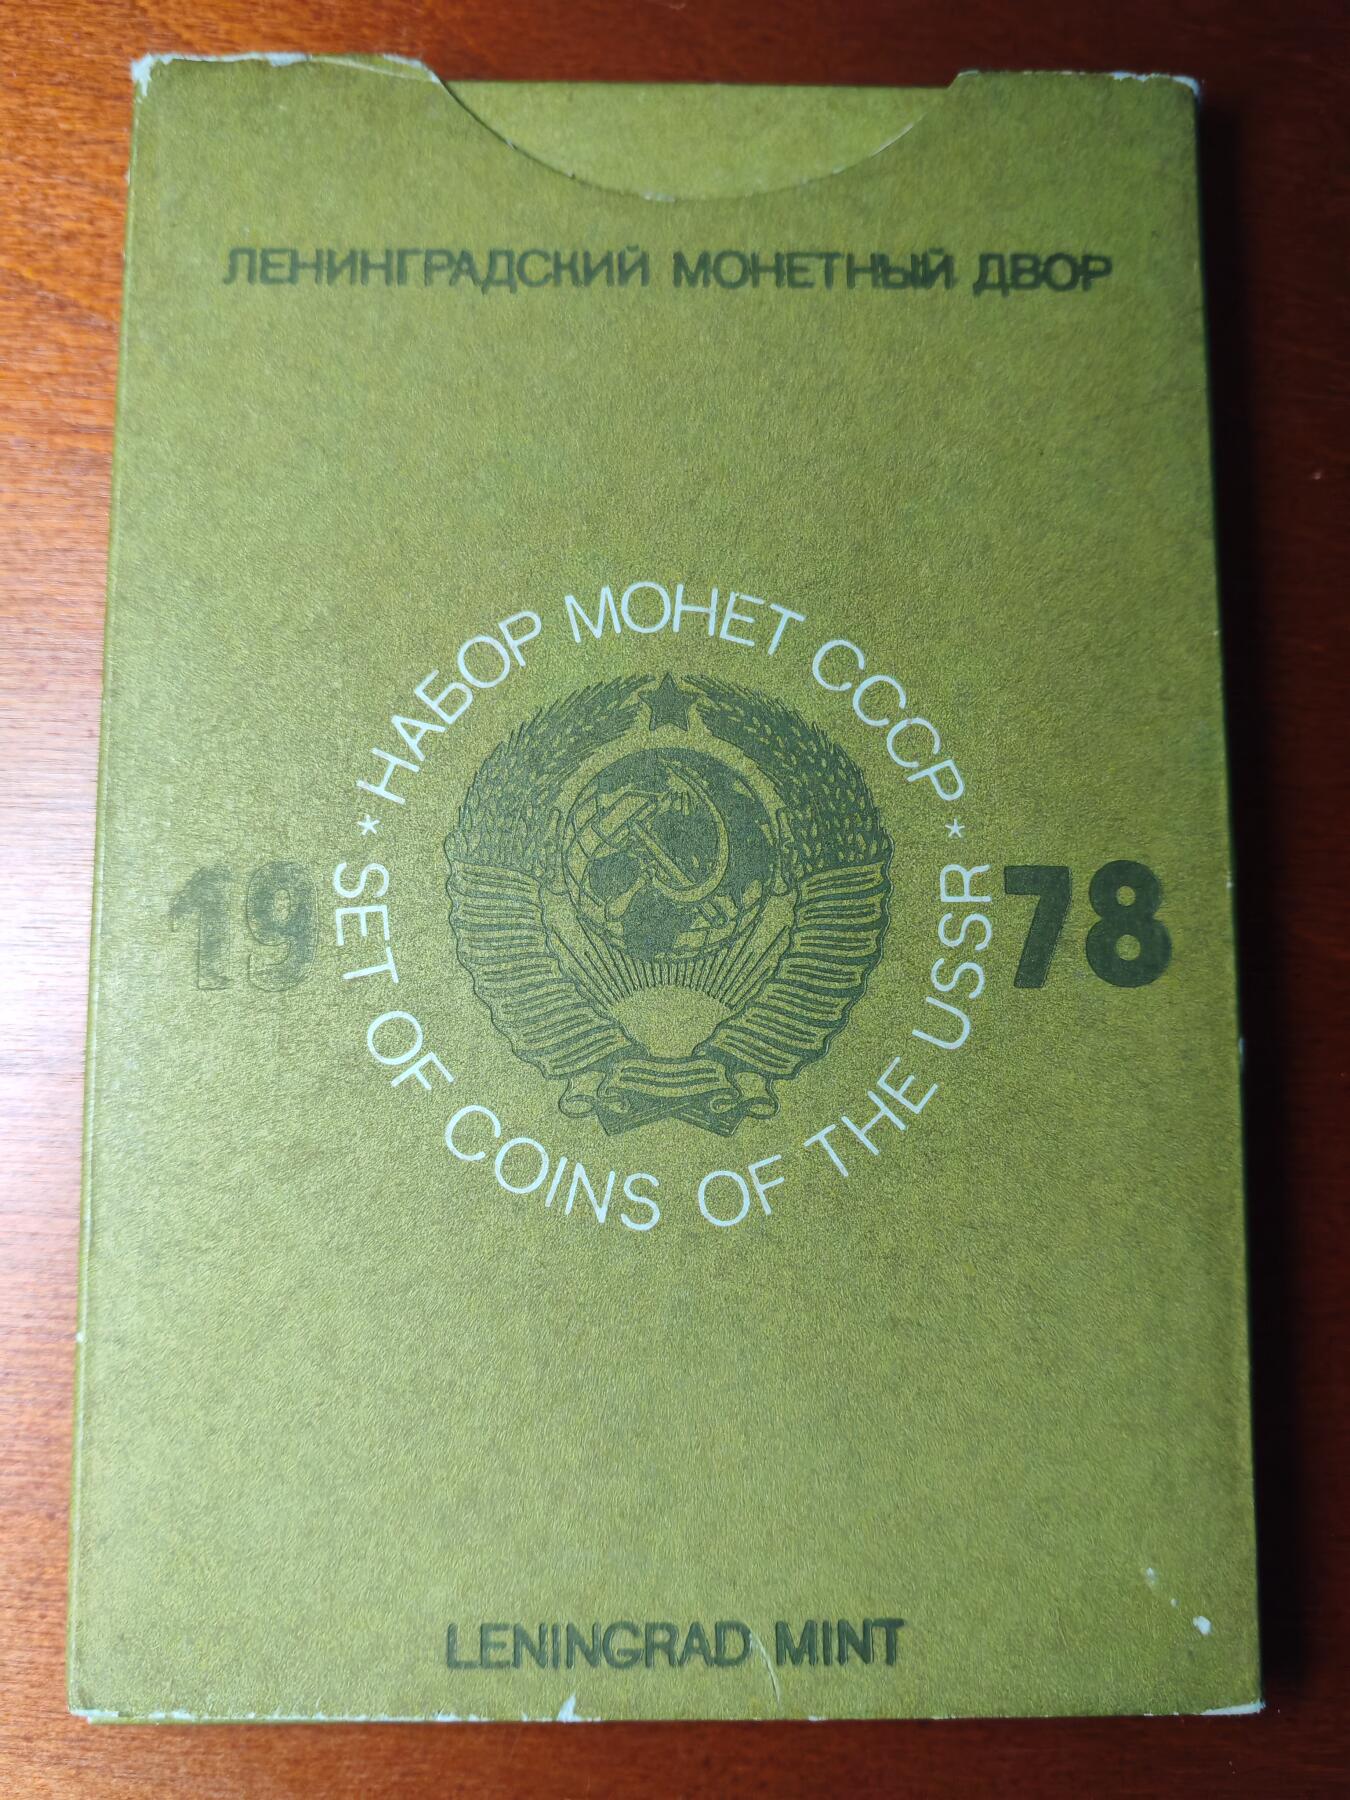 ЛЕНИНГРАДСКИЙ МОНЕТНЫЙ ДВОР
* НАБОР МОНЕТ СССР *
1978
SET OF COINS OF THE USSR
LENINGRAD MINT